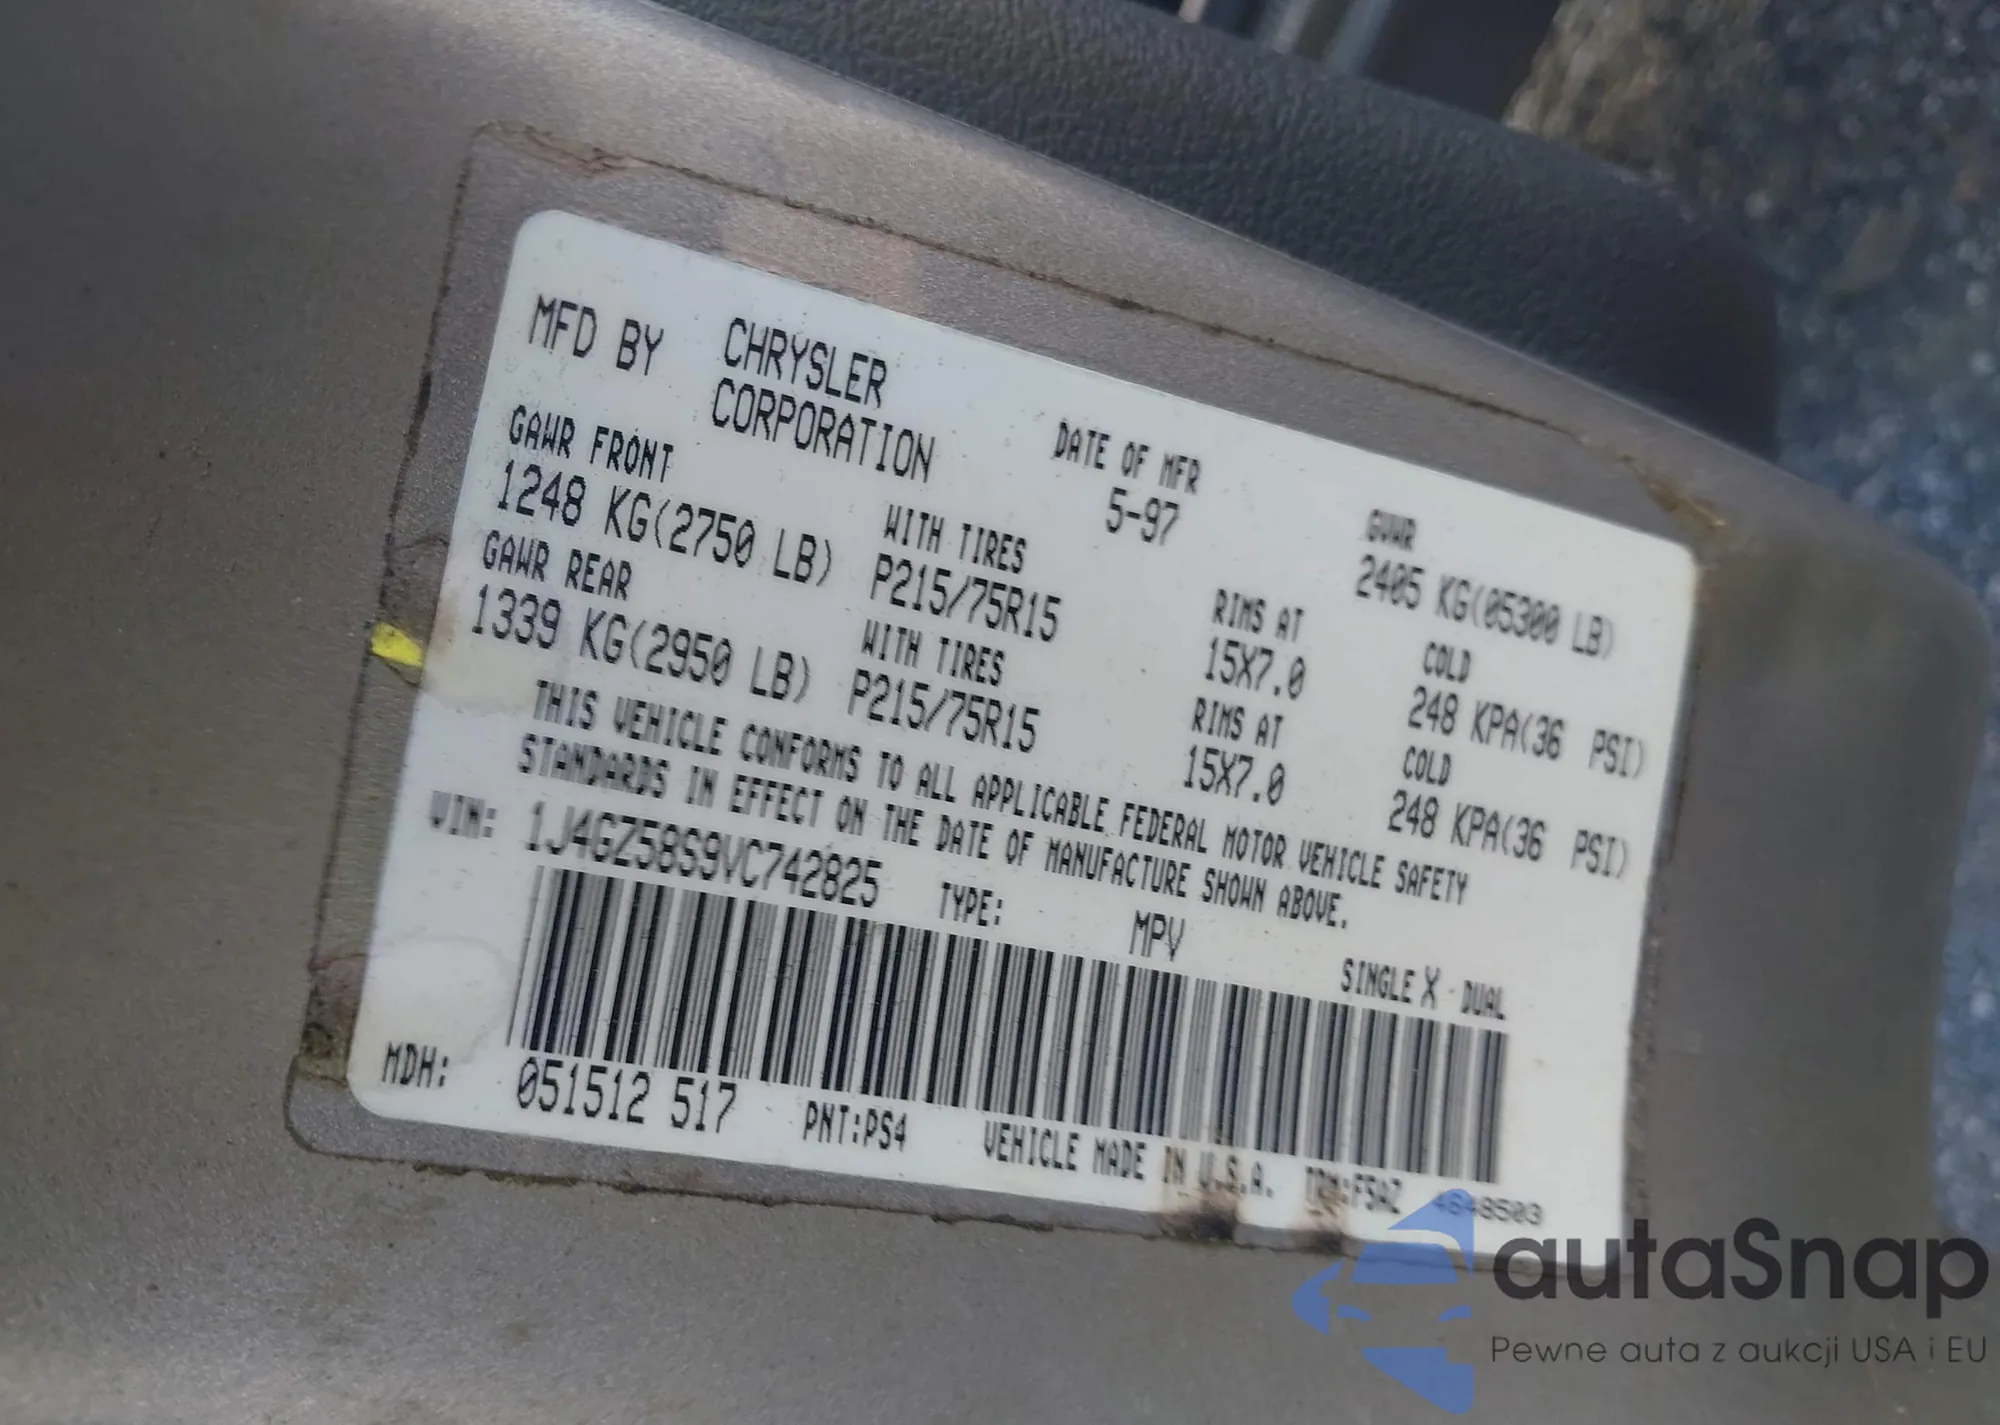 MFD BY CHRYSLER CORPORATION DATE OF MFR 5-97 GVWR 2405 KG(05300 LB)
GAWR FRONT WITH TIRES RIMS AT COLD
1248 KG(2750 LB) P215/75R15 15X7.0 248 KPA(36 PSI)
GAWR REAR WITH TIRES RIMS AT COLD
1339 KG(2950 LB) P215/75R15 15X7.0 248 KPA(36 PSI)
THIS VEHICLE CONFORMS TO ALL APPLICABLE FEDERAL MOTOR VEHICLE SAFETY
STANDARDS IN EFFECT ON THE DATE OF MANUFACTURE SHOWN ABOVE.
VIN: 1J4GZ58S9VC742825 TYPE: MPV SINGLE X DUAL
MDH: 051512 517 PNT:PS4 VEHICLE MADE IN U.S.A. TRM:F5AZ 4648503
autaSnap
Pewne auta z aukcji USA i EU